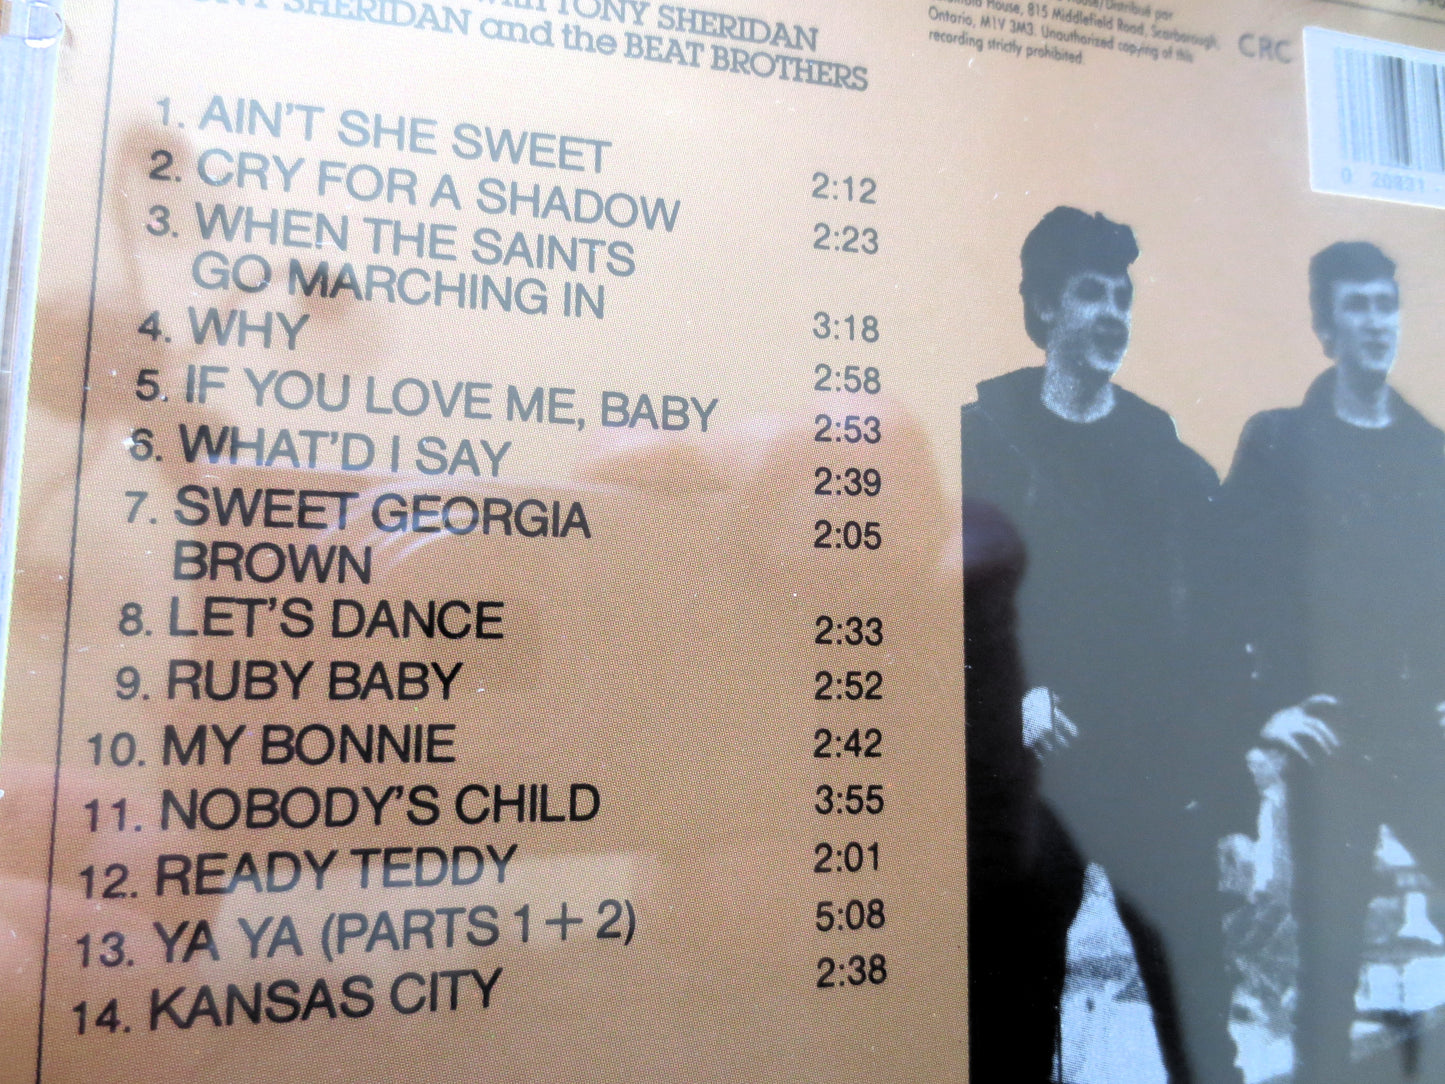 TONY SHERIDAN
SHERIDAN and the BEAT BROTHERS
House, 815 Middlefield Road, Scarborough,
Ontario, M1V 3M3. Unauthorized copying of this
recording strictly prohibited.
CRC
1. AIN'T SHE SWEET 2:12
2. CRY FOR A SHADOW 2:23
3. WHEN THE SAINTS
GO MARCHING IN 3:18
4. WHY 2:58
5. IF YOU LOVE ME, BABY 2:53
6. WHAT'D I SAY 2:39
7. SWEET GEORGIA 2:05
BROWN
8. LET'S DANCE 2:33
9. RUBY BABY 2:52
10. MY BONNIE 2:42
11. NOBODY'S CHILD 3:55
12. READY TEDDY 2:01
13. YA YA (PARTS 1 + 2) 5:08
14. KANSAS CITY 2:38